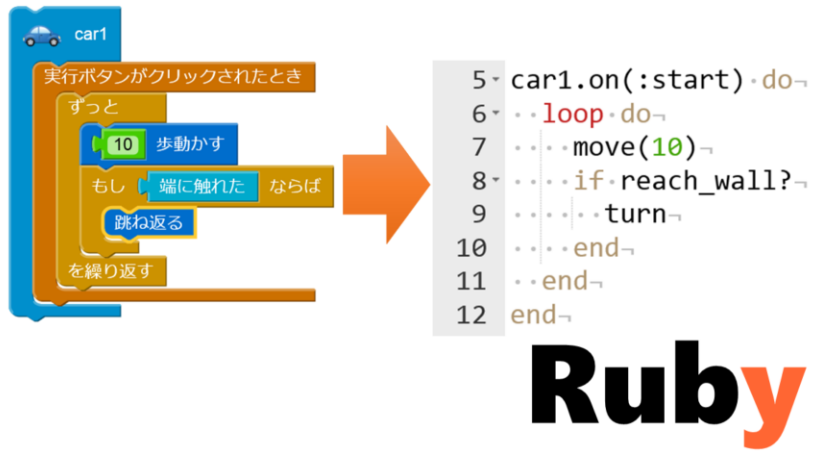 car1
実行ボタンがクリックされたとき
ずっと
10 歩動かす
もし 端に触れた ならば
跳ね返る
を繰り返す
5 car1.on(:start) do
6 loop do
7 move(10)
8 if reach_wall?
9 turn
10 end
11 end
12 end
Ruby